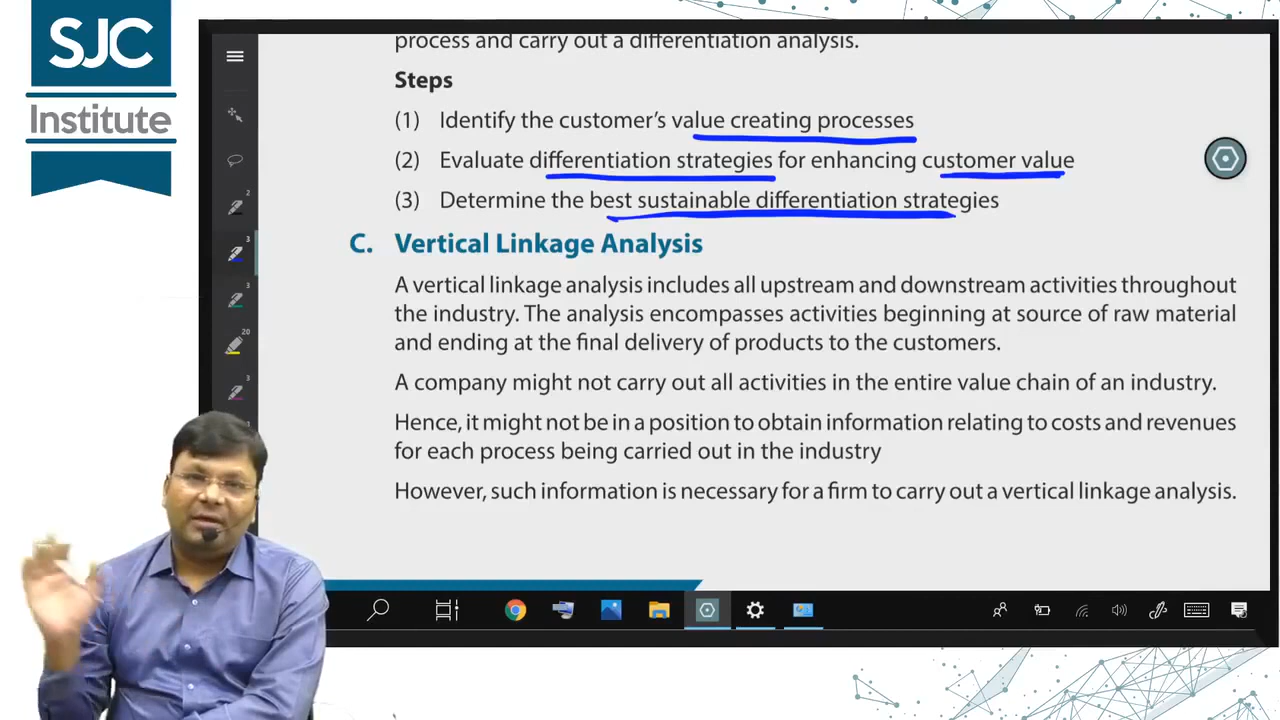 SJC
Institute
process and carry out a differentiation analysis.
Steps
(1) Identify the customer's value creating processes
(2) Evaluate differentiation strategies for enhancing customer value
(3) Determine the best sustainable differentiation strategies
C. Vertical Linkage Analysis
A vertical linkage analysis includes all upstream and downstream activities throughout
the industry. The analysis encompasses activities beginning at source of raw material
and ending at the final delivery of products to the customers.
A company might not carry out all activities in the entire value chain of an industry.
Hence, it might not be in a position to obtain information relating to costs and revenues
for each process being carried out in the industry
However, such information is necessary for a firm to carry out a vertical linkage analysis.
2
3
3
20
3